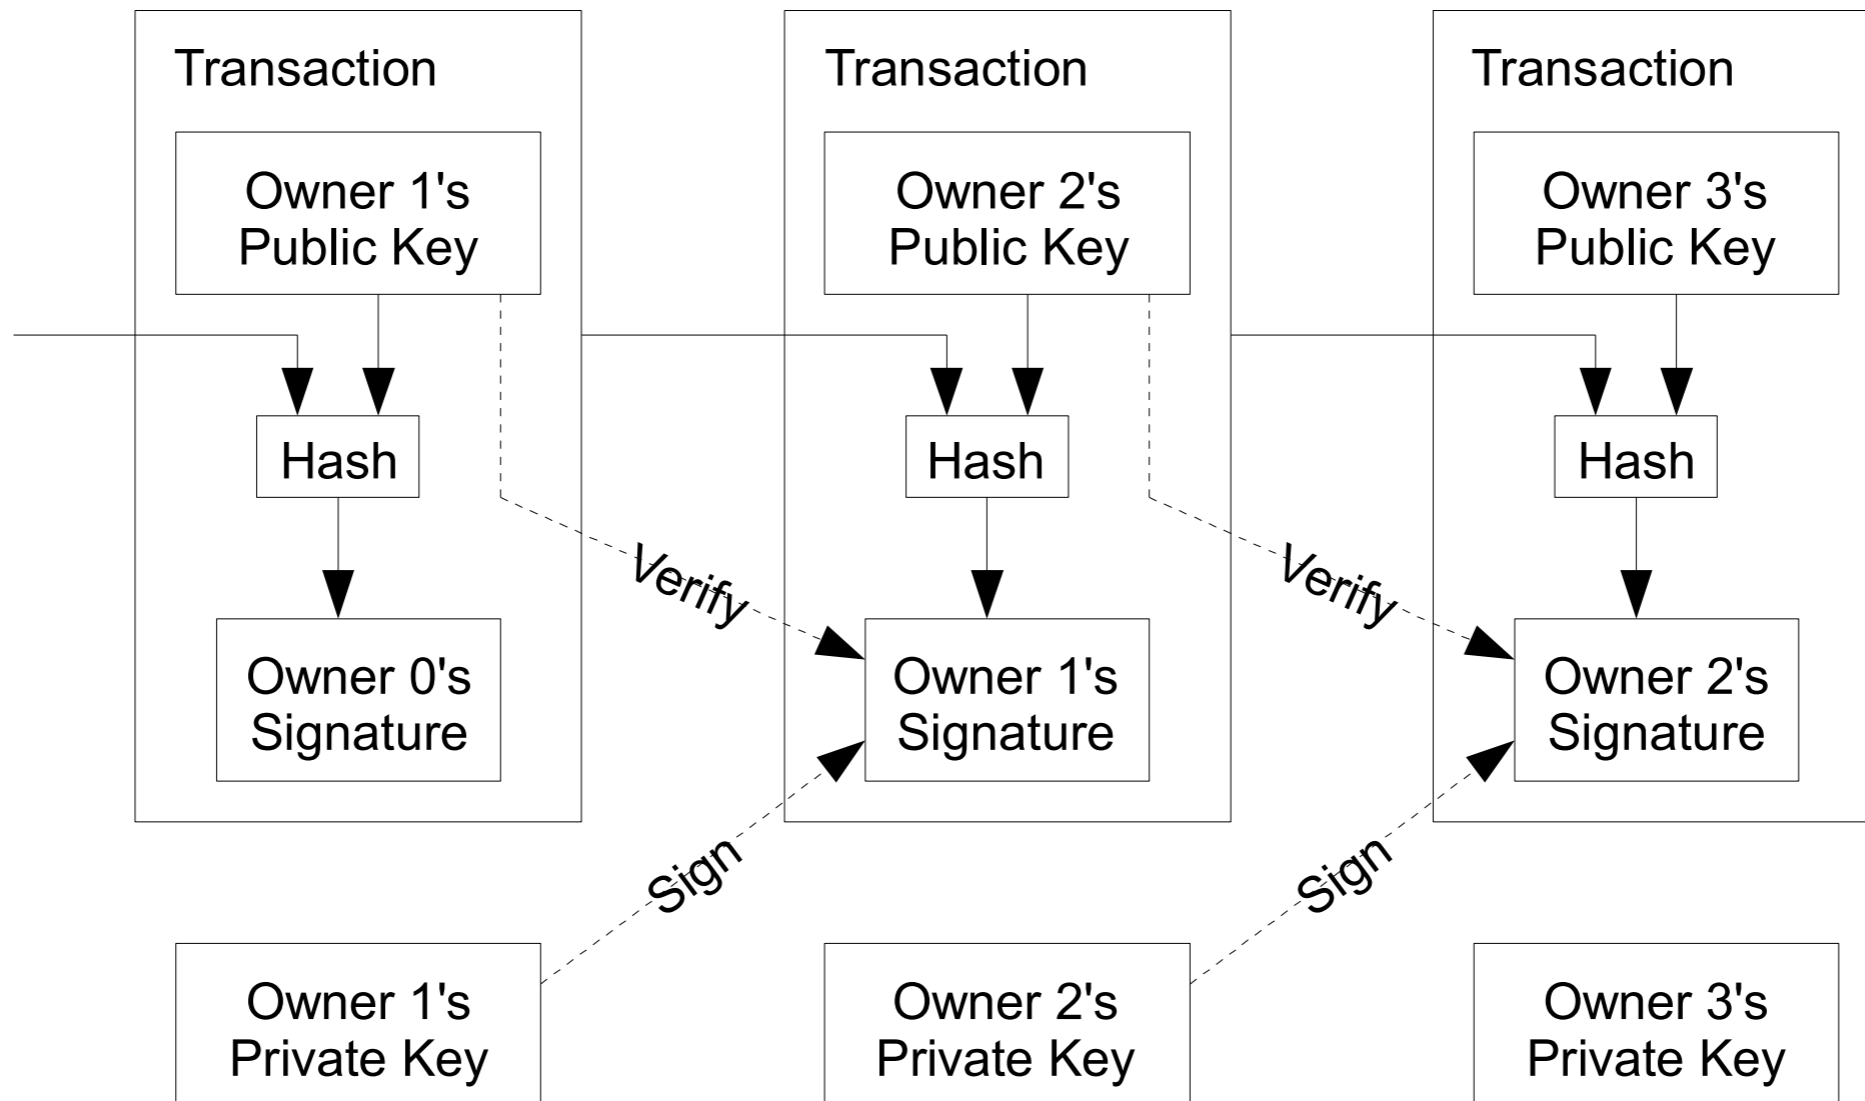 Transaction
Owner 1's
Public Key
Hash
Owner 0's
Signature
Transaction
Owner 2's
Public Key
Hash
Owner 1's
Signature
Transaction
Owner 3's
Public Key
Hash
Owner 2's
Signature
Verify
Verify
Sign
Sign
Owner 1's
Private Key
Owner 2's
Private Key
Owner 3's
Private Key